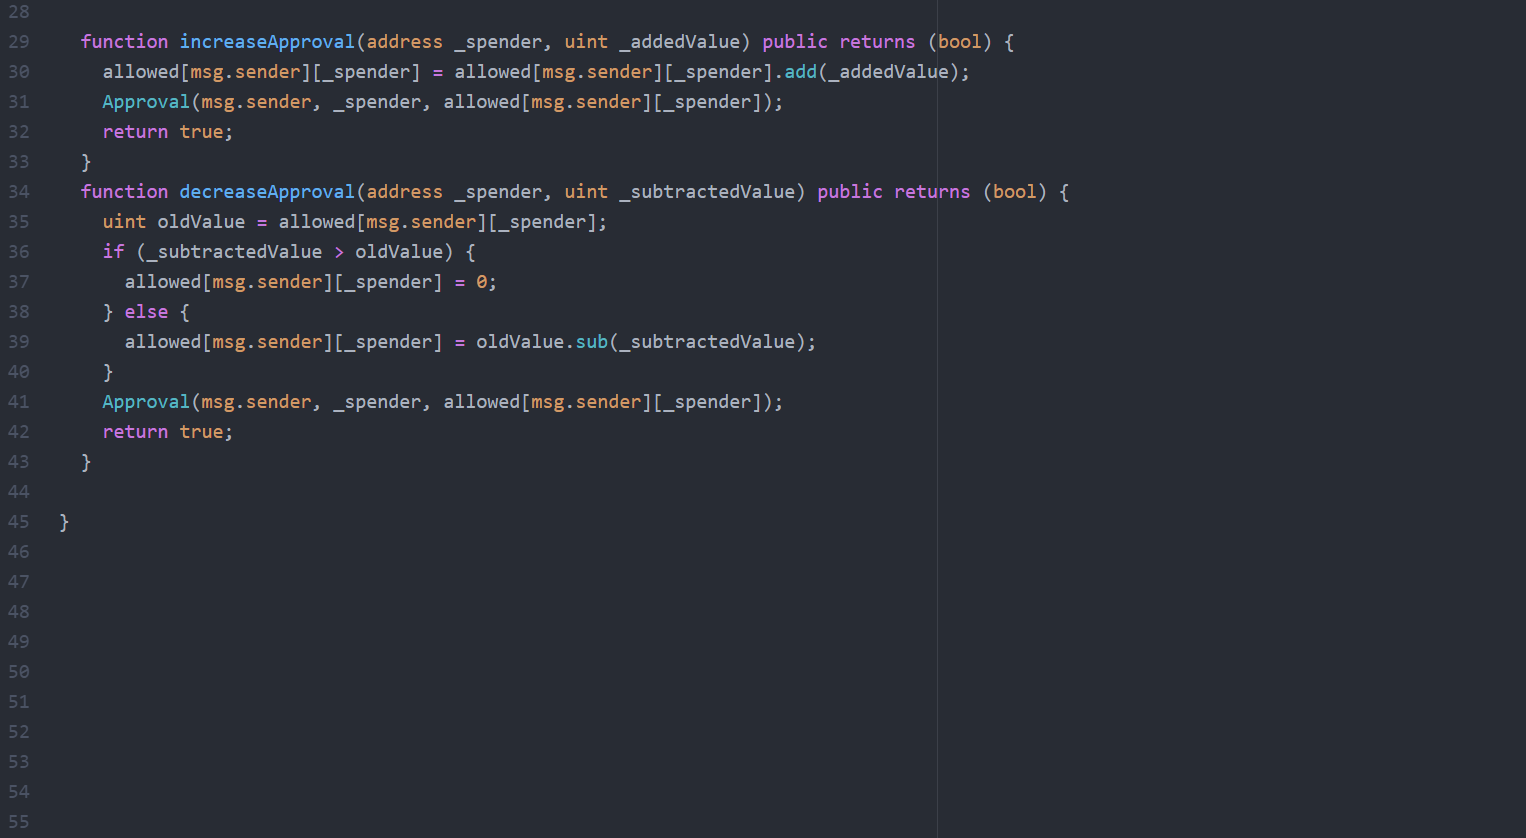 28
29 function increaseApproval(address _spender, uint _addedValue) public returns (bool) {
30 allowed[msg.sender][_spender] = allowed[msg.sender][_spender].add(_addedValue);
31 Approval(msg.sender, _spender, allowed[msg.sender][_spender]);
32 return true;
33 }
34 function decreaseApproval(address _spender, uint _subtractedValue) public returns (bool) {
35 uint oldValue = allowed[msg.sender][_spender];
36 if (_subtractedValue > oldValue) {
37 allowed[msg.sender][_spender] = 0;
38 } else {
39 allowed[msg.sender][_spender] = oldValue.sub(_subtractedValue);
40 }
41 Approval(msg.sender, _spender, allowed[msg.sender][_spender]);
42 return true;
43 }
44
45 }
46
47
48
49
50
51
52
53
54
55